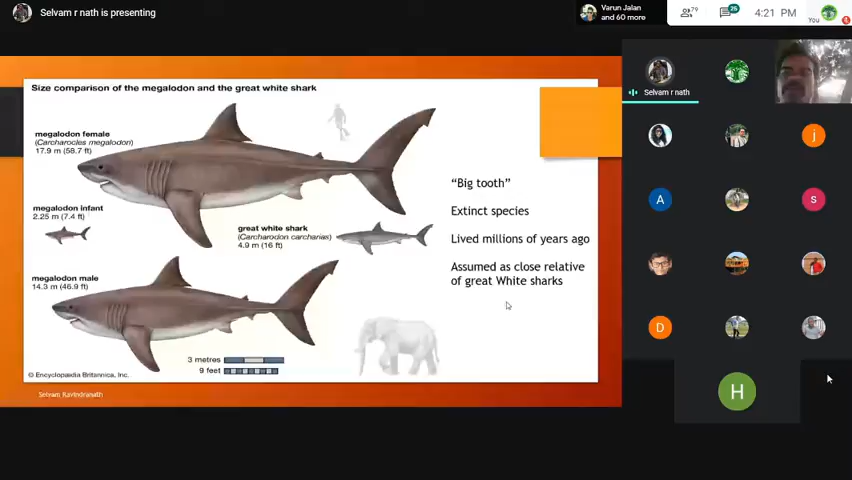 Selvam r nath is presenting
Varun Jalan
and 60 more
79
25
4:21 PM
Size comparison of the megalodon and the great white shark
megalodon female
(Carcharocles megalodon)
17.9 m (58.7 ft)
megalodon infant
2.25 m (7.4 ft)
great white shark
(Carcharodon carcharias)
4.9 m (16 ft)
megalodon male
14.3 m (46.9 ft)
3 metres
9 feet
© Encyclopædia Britannica, Inc.
"Big tooth"
Extinct species
Lived millions of years ago
Assumed as close relative
of great White sharks
Selvam Ravindranath
Selvam r nath
j
A
s
D
H